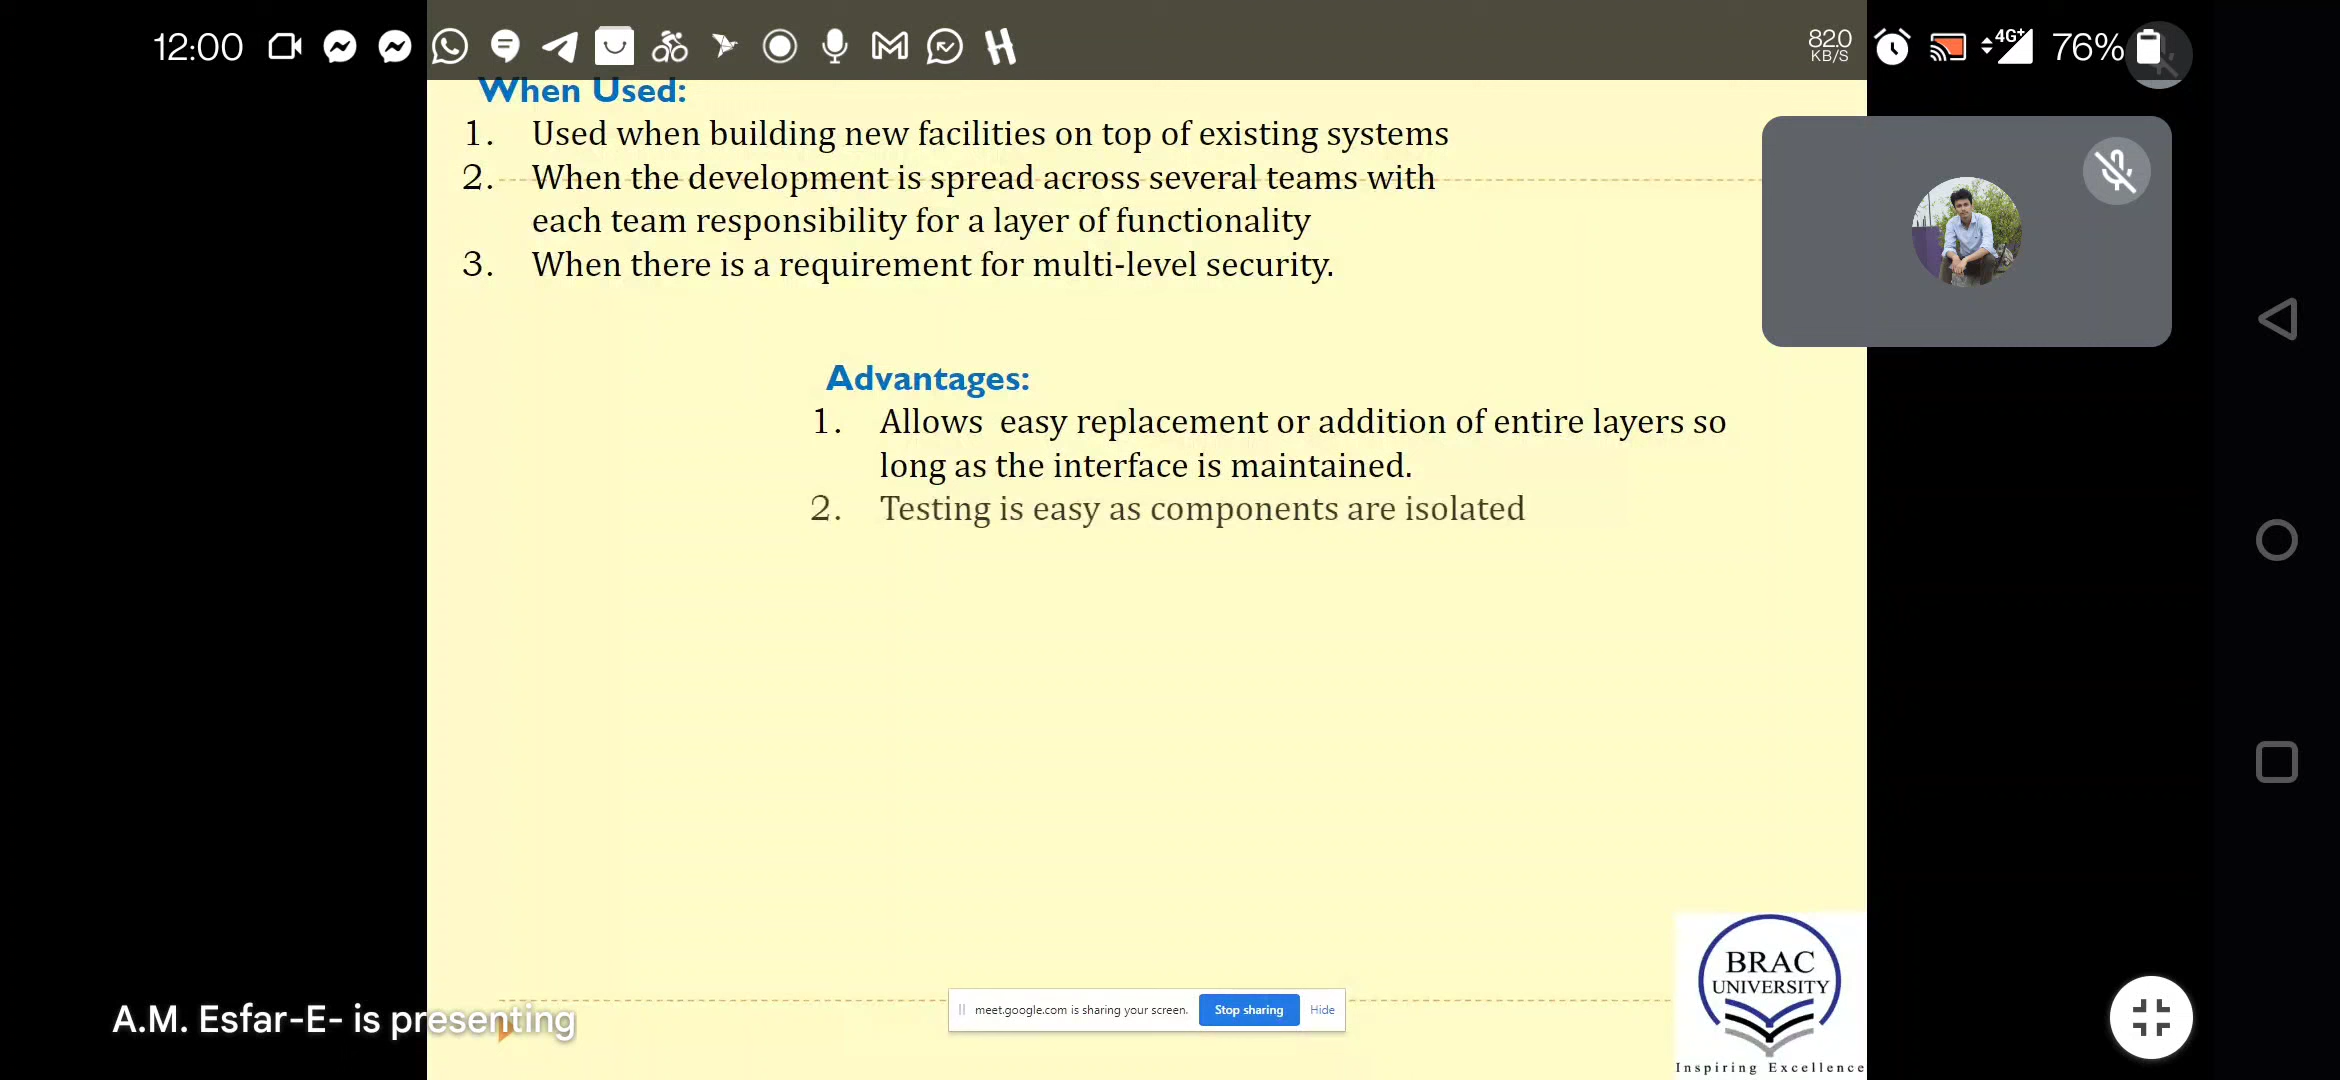 12:00
82.0
KB/S
4G+
76%
When Used:
1. Used when building new facilities on top of existing systems
2. When the development is spread across several teams with
each team responsibility for a layer of functionality
3. When there is a requirement for multi-level security.
Advantages:
1. Allows easy replacement or addition of entire layers so
long as the interface is maintained.
2. Testing is easy as components are isolated
BRAC
UNIVERSITY
Inspiring Excellence
meet.google.com is sharing your screen. Stop sharing Hide
A.M. Esfar-E- is presenting